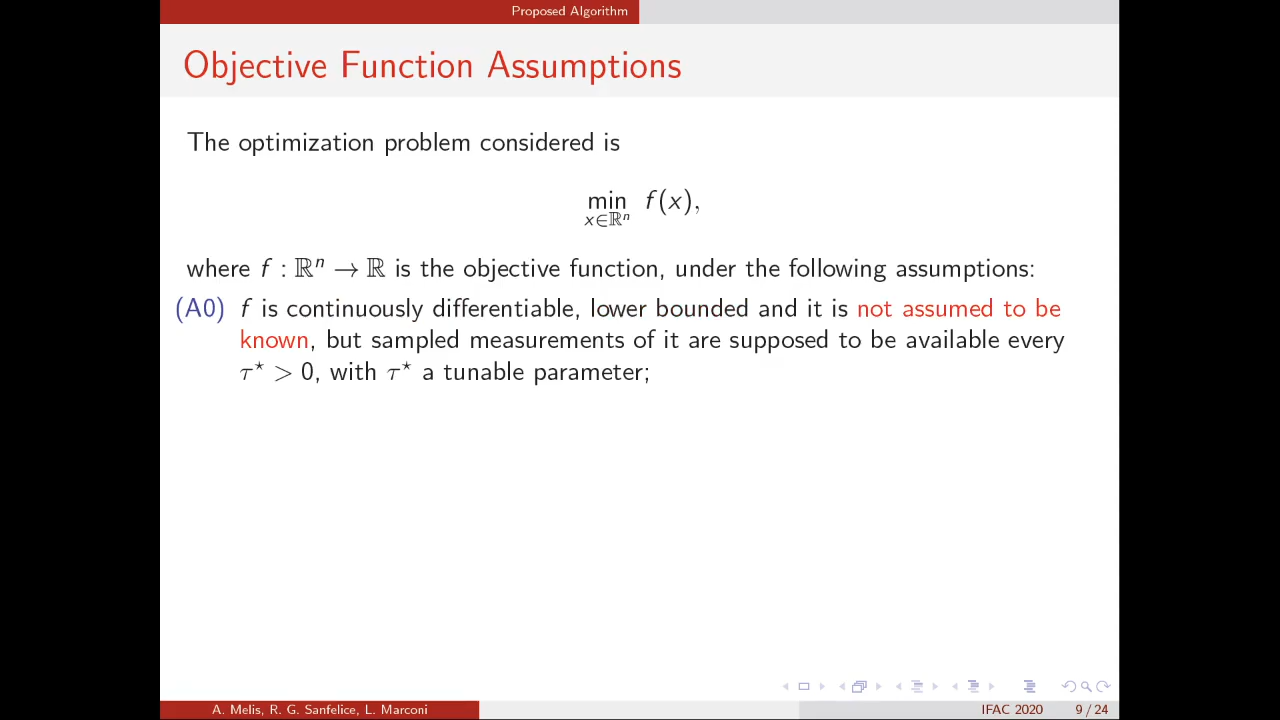 Proposed Algorithm
Objective Function Assumptions
The optimization problem considered is
min f(x),
x∈ℝⁿ
where f : ℝⁿ → ℝ is the objective function, under the following assumptions:
(A0) f is continuously differentiable, lower bounded and it is not assumed to be
known, but sampled measurements of it are supposed to be available every
τ* > 0, with τ* a tunable parameter;
A. Melis, R. G. Sanfelice, L. Marconi
IFAC 2020
9 / 24